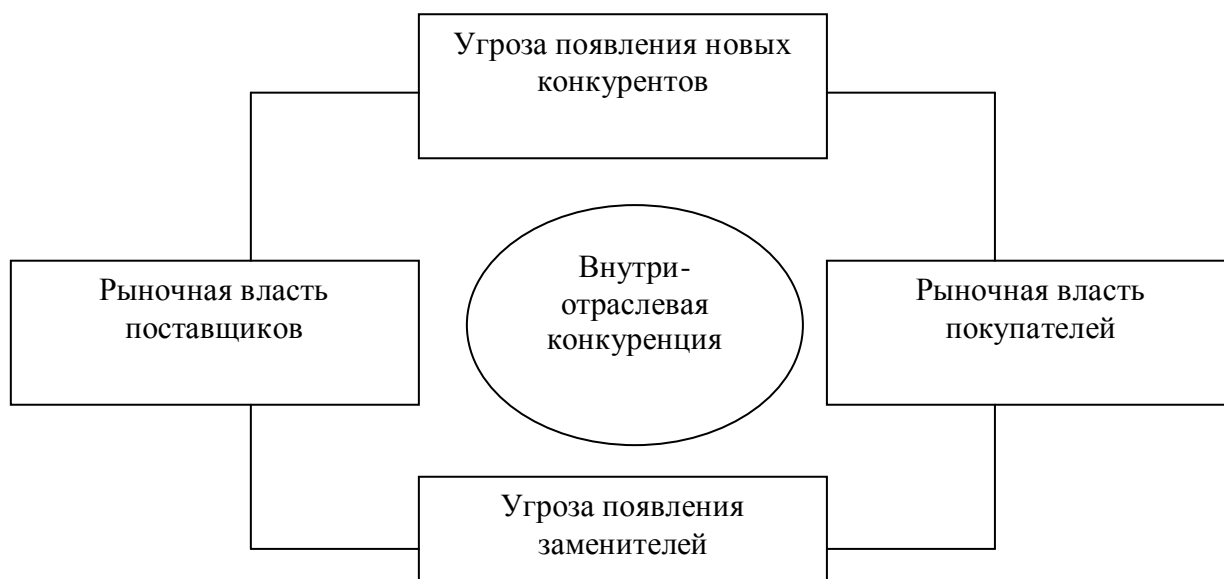 Угроза появления новых
конкурентов
Рыночная власть
поставщиков
Внутри-
отраслевая
конкуренция
Рыночная власть
покупателей
Угроза появления
заменителей